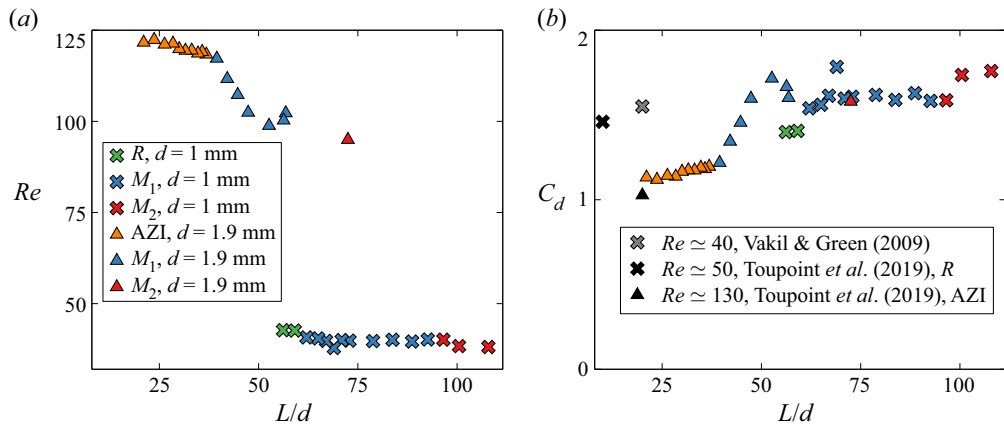 (a)
125
100
75
50
Re
R, d = 1 mm
M1, d = 1 mm
M2, d = 1 mm
AZI, d = 1.9 mm
M1, d = 1.9 mm
M2, d = 1.9 mm
25 50 75 100
L/d
(b)
2
1
0
Cd
Re ≃ 40, Vakil & Green (2009)
Re ≃ 50, Toupoint et al. (2019), R
Re ≃ 130, Toupoint et al. (2019), AZI
25 50 75 100
L/d